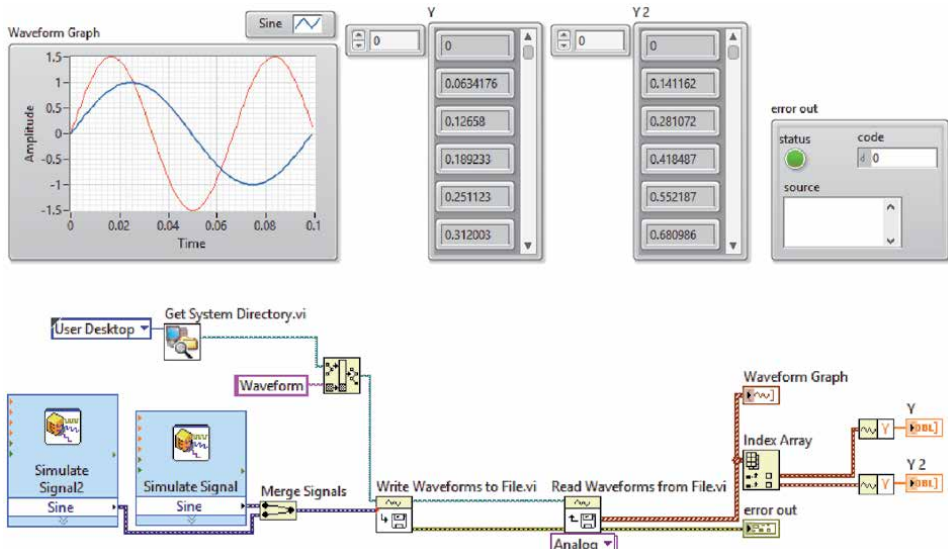 Waveform Graph
Sine
Amplitude
1.5
1
0.5
0
-0.5
-1
-1.5
0
0.02
0.04
0.06
0.08
0.1
Time
Y
0
0
0.0634176
0.12658
0.189233
0.251123
0.312003
Y 2
0
0
0.141162
0.281072
0.418487
0.552187
0.680986
error out
status
code
d 0
source
User Desktop
Get System Directory.vi
Waveform
Simulate
Signal2
Sine
Simulate Signal
Sine
Merge Signals
Write Waveforms to File.vi
Read Waveforms from File.vi
Analog
Waveform Graph
Index Array
Y
Y
DBL
Y 2
Y
DBL
error out